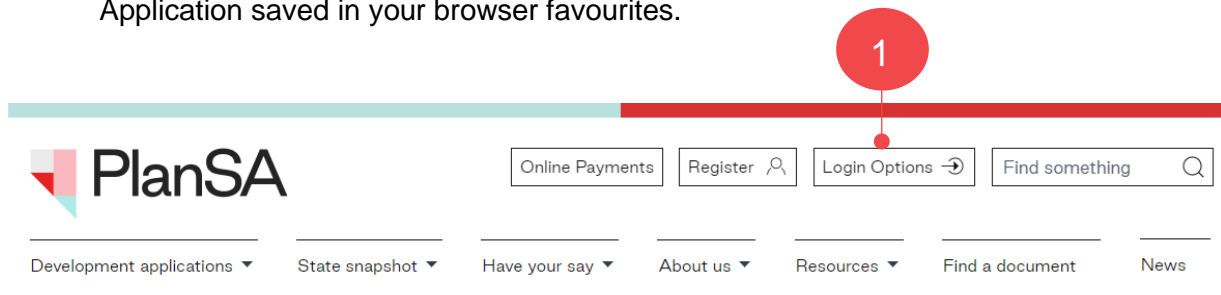 Application saved in your browser favourites.
1
PlanSA
Online Payments Register Login Options Find something
Development applications State snapshot Have your say About us Resources Find a document News